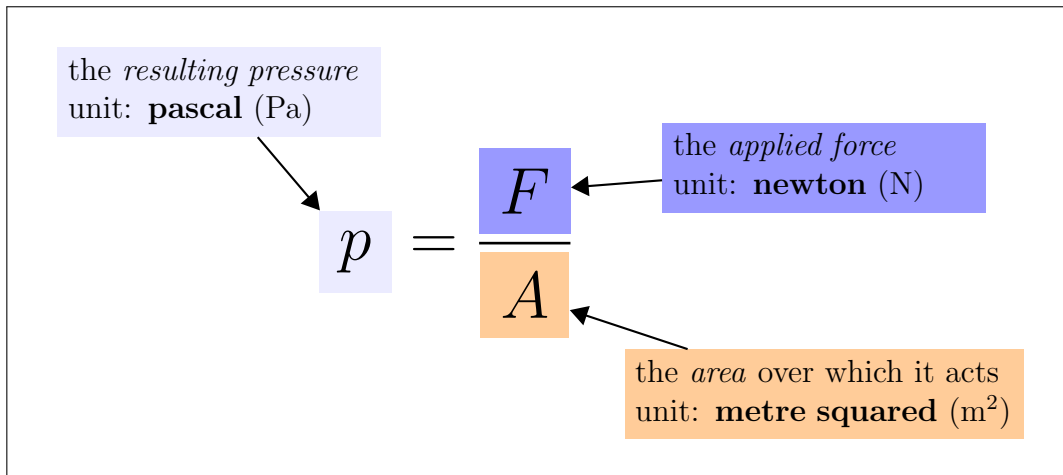 the resulting pressure
unit: pascal (Pa)
the applied force
unit: newton (N)
p = F / A
the area over which it acts
unit: metre squared (m²)